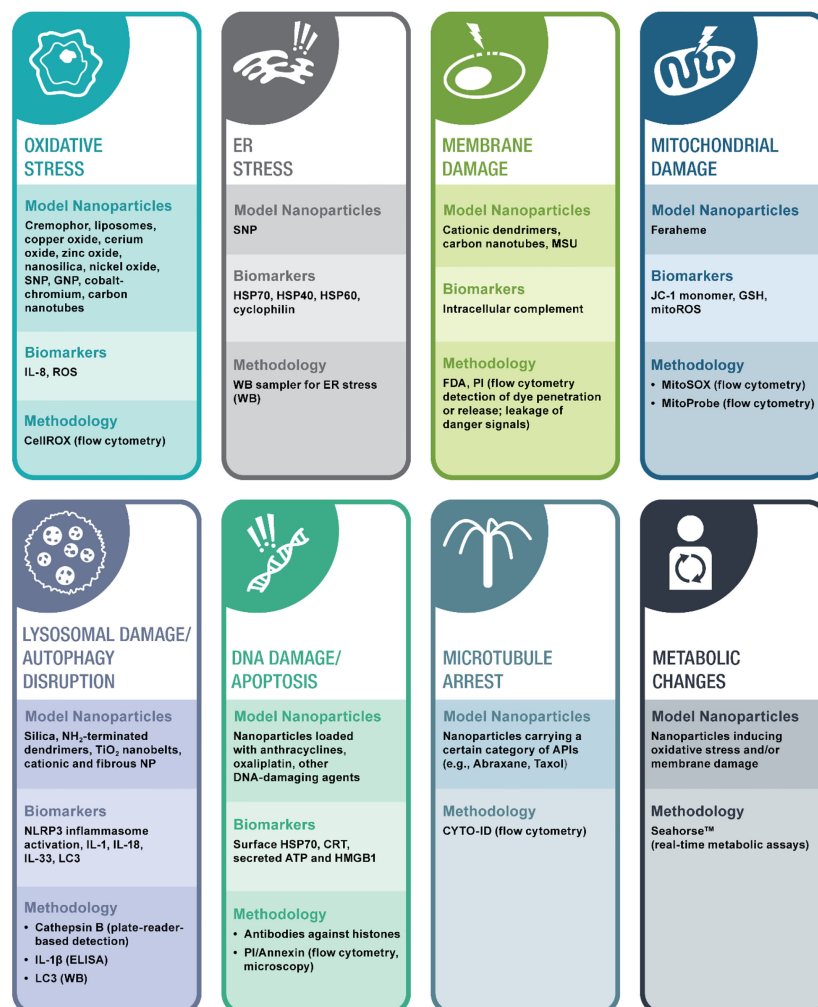 OXIDATIVE
STRESS
Model Nanoparticles
Cremophor, liposomes,
copper oxide, cerium
oxide, zinc oxide,
nanosilica, nickel oxide,
SNP, GNP, cobalt-
chromium, carbon
nanotubes
Biomarkers
IL-8, ROS
Methodology
CellROX (flow cytometry)
ER
STRESS
Model Nanoparticles
SNP
Biomarkers
HSP70, HSP40, HSP60,
cyclophilin
Methodology
WB sampler for ER stress
(WB)
MEMBRANE
DAMAGE
Model Nanoparticles
Cationic dendrimers,
carbon nanotubes, MSU
Biomarkers
Intracellular complement
Methodology
FDA, PI (flow cytometry
detection of dye penetration
or release; leakage of
danger signals)
MITOCHONDRIAL
DAMAGE
Model Nanoparticles
Feraheme
Biomarkers
JC-1 monomer, GSH,
mitoROS
Methodology
• MitoSOX (flow cytometry)
• MitoProbe (flow cytometry)
LYSOSOMAL DAMAGE/
AUTOPHAGY
DISRUPTION
Model Nanoparticles
Silica, NH₂-terminated
dendrimers, TiO₂ nanobelts,
cationic and fibrous NP
Biomarkers
NLRP3 inflammasome
activation, IL-1, IL-18,
IL-33, LC3
Methodology
• Cathepsin B (plate-reader-
based detection)
• IL-1β (ELISA)
• LC3 (WB)
DNA DAMAGE/
APOPTOSIS
Model Nanoparticles
Nanoparticles loaded
with anthracyclines,
oxaliplatin, other
DNA-damaging agents
Biomarkers
Surface HSP70, CRT,
secreted ATP and HMGB1
Methodology
• Antibodies against histones
• PI/Annexin (flow cytometry,
microscopy)
MICROTUBULE
ARREST
Model Nanoparticles
Nanoparticles carrying a
certain category of APIs
(e.g., Abraxane, Taxol)
Methodology
CYTO-ID (flow cytometry)
METABOLIC
CHANGES
Model Nanoparticles
Nanoparticles inducing
oxidative stress and/or
membrane damage
Methodology
Seahorse™
(real-time metabolic assays)